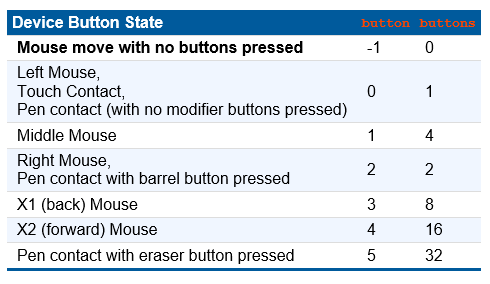 Device Button State button buttons
Mouse move with no buttons pressed -1 0
Left Mouse,
Touch Contact, 0 1
Pen contact (with no modifier buttons pressed)
Middle Mouse 1 4
Right Mouse, 2 2
Pen contact with barrel button pressed
X1 (back) Mouse 3 8
X2 (forward) Mouse 4 16
Pen contact with eraser button pressed 5 32